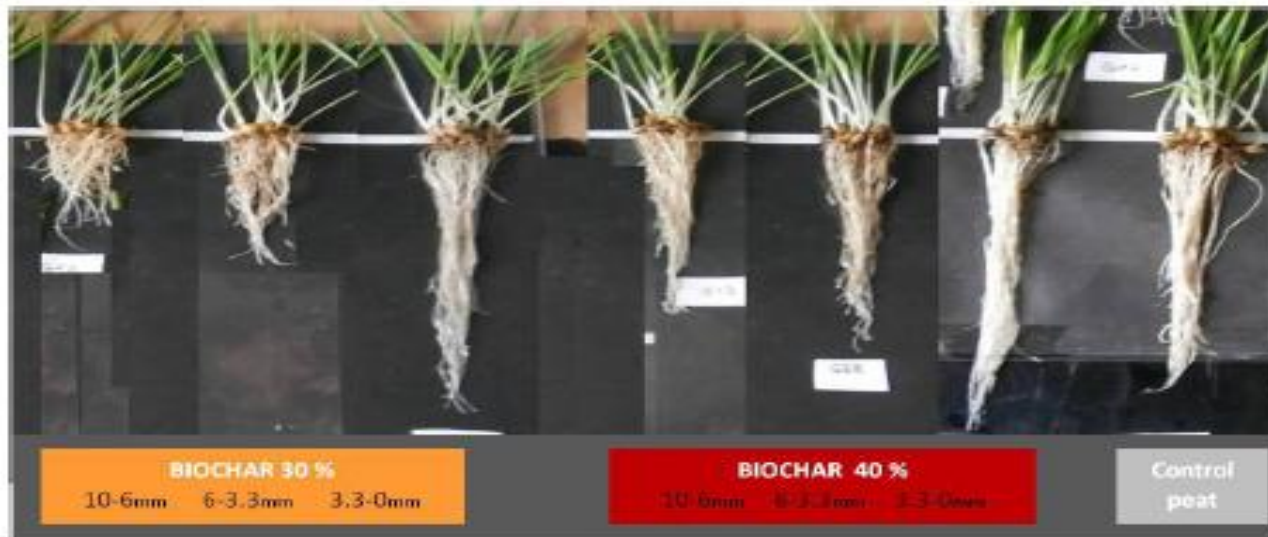 BIOCHAR 30 %
10-6mm 6-3.3mm 3.3-0mm
BIOCHAR 40 %
10-6mm 6-3.3mm 3.3-0mm
Control
peat